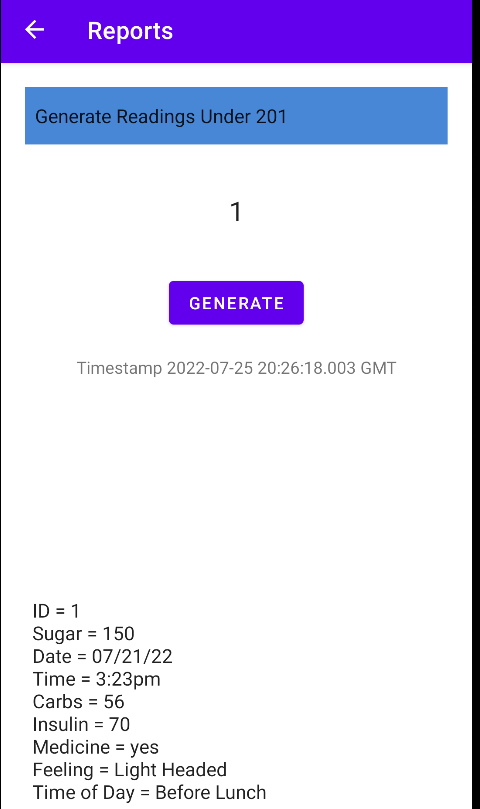 Reports
Generate Readings Under 201
1
GENERATE
Timestamp 2022-07-25 20:26:18.003 GMT
ID = 1
Sugar = 150
Date = 07/21/22
Time = 3:23pm
Carbs = 56
Insulin = 70
Medicine = yes
Feeling = Light Headed
Time of Day = Before Lunch